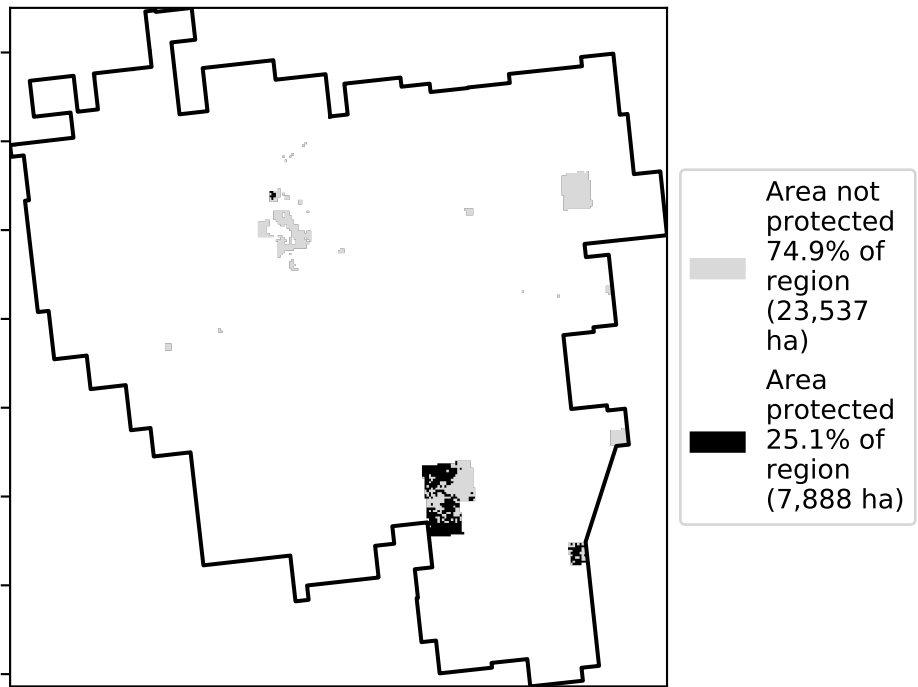 Area not
protected
74.9% of
region
(23,537
ha)
Area
protected
25.1% of
region
(7,888 ha)